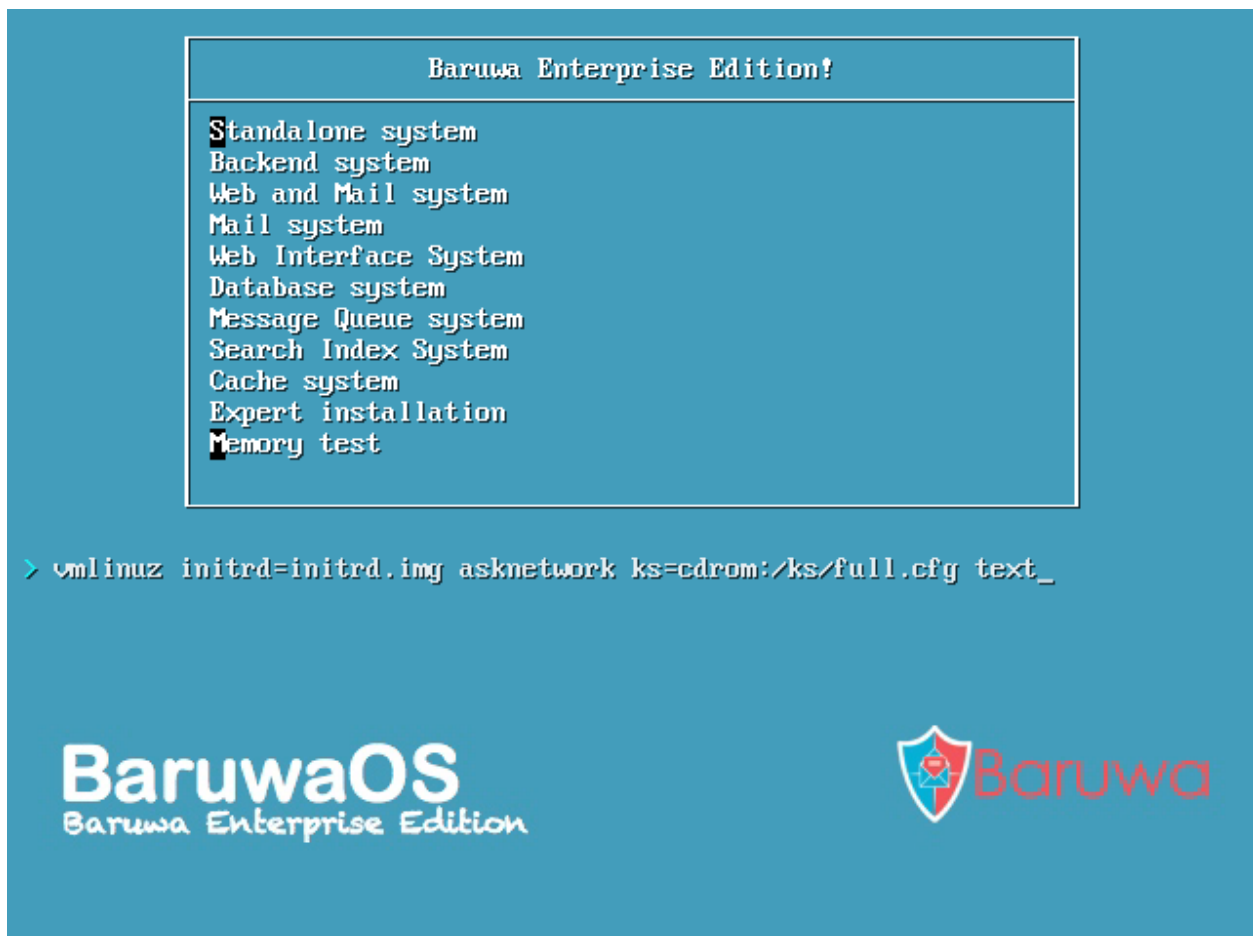 Baruwa Enterprise Edition!
Standalone system
Backend system
Web and Mail system
Mail system
Web Interface System
Database system
Message Queue system
Search Index System
Cache system
Expert installation
Memory test
> vmlinuz initrd=initrd.img asknetwork ks=cdrom:/ks/full.cfg text_
BaruwaOS
Baruwa Enterprise Edition
Baruwa